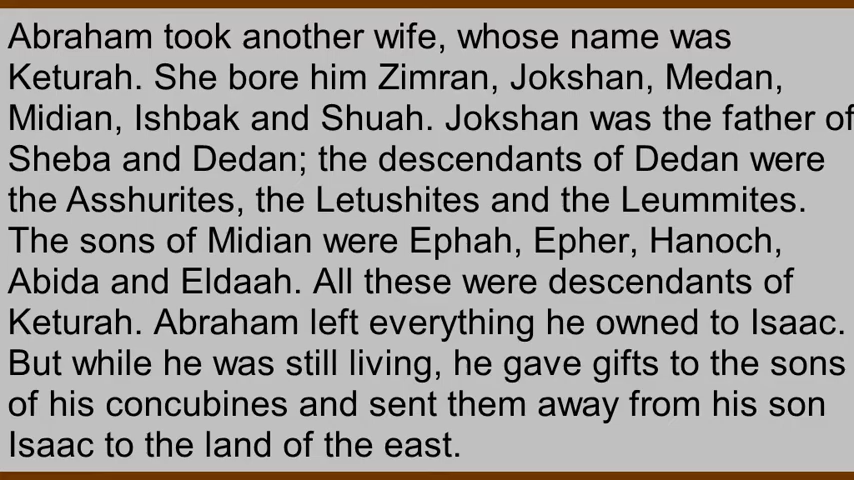 Abraham took another wife, whose name was
Keturah. She bore him Zimran, Jokshan, Medan,
Midian, Ishbak and Shuah. Jokshan was the father of
Sheba and Dedan; the descendants of Dedan were
the Asshurites, the Letushites and the Leummites.
The sons of Midian were Ephah, Epher, Hanoch,
Abida and Eldaah. All these were descendants of
Keturah. Abraham left everything he owned to Isaac.
But while he was still living, he gave gifts to the sons
of his concubines and sent them away from his son
Isaac to the land of the east.